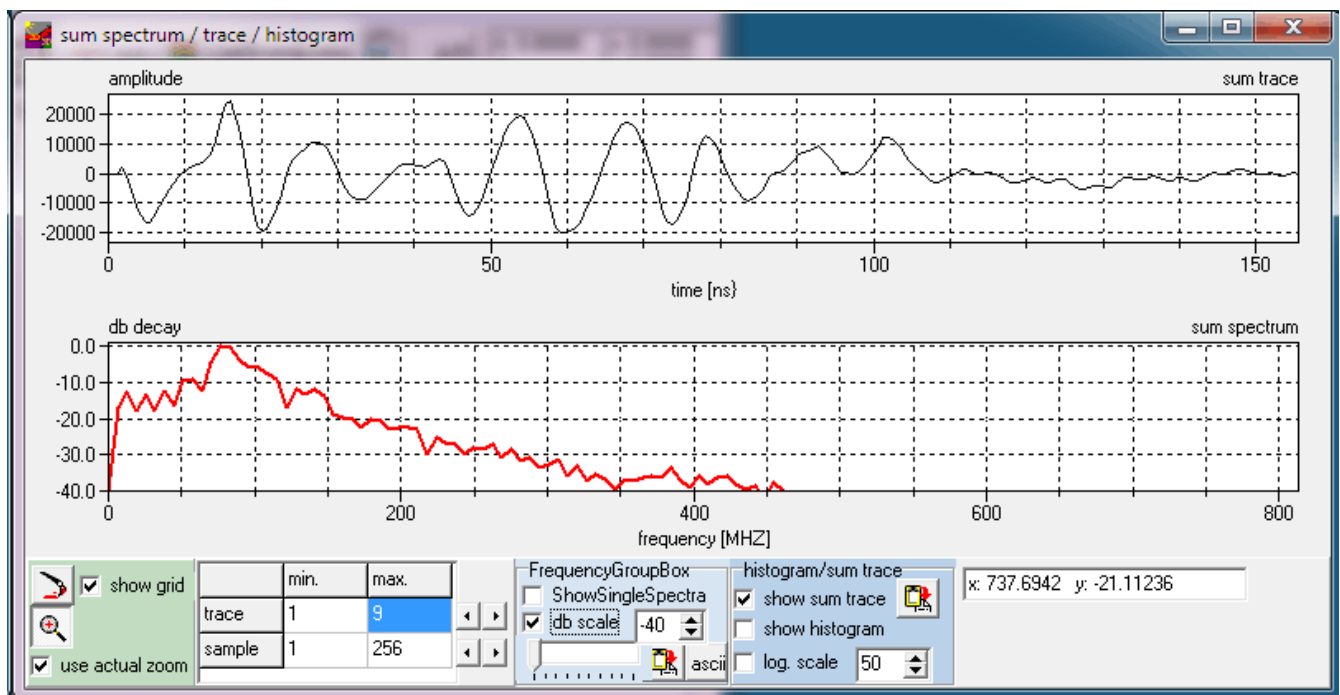 sum spectrum / trace / histogram
amplitude sum trace
20000
10000
0
-10000
-20000
0 50 100 150
time [ns}
db decay sum spectrum
0.0
-10.0
-20.0
-30.0
-40.0
0 200 400 600 800
frequency [MHZ]
show grid
use actual zoom
min. max.
trace 1 9
sample 1 256
FrequencyGroupBox
ShowSingleSpectra
db scale -40
ascii
histogram/sum trace
show sum trace
show histogram
log. scale 50
x: 737.6942 y: -21.11236